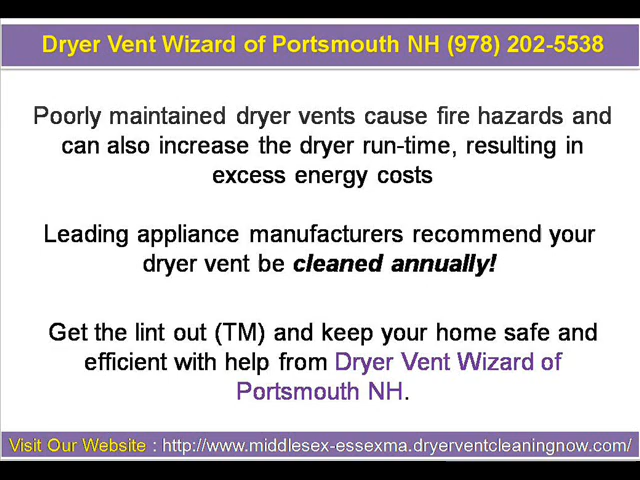 Dryer Vent Wizard of Portsmouth NH (978) 202-5538
Poorly maintained dryer vents cause fire hazards and
can also increase the dryer run-time, resulting in
excess energy costs
Leading appliance manufacturers recommend your
dryer vent be cleaned annually!
Get the lint out (TM) and keep your home safe and
efficient with help from Dryer Vent Wizard of
Portsmouth NH.
Visit Our Website : http://www.middlesex-essexma.dryerventcleaningnow.com/